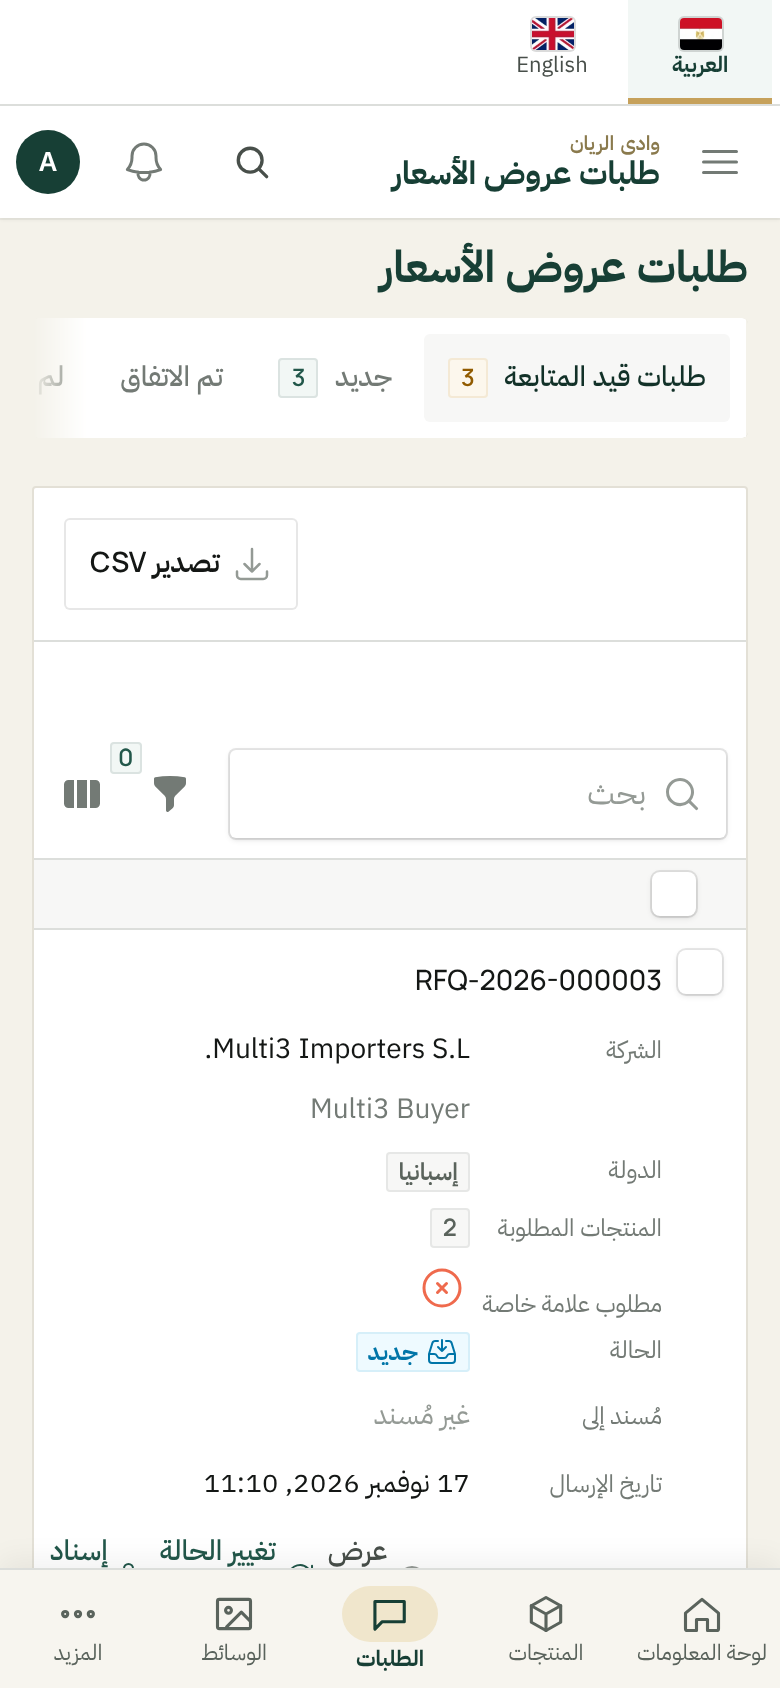 العربية
English
وادى الريان
طلبات عروض الأسعار
A
طلبات عروض الأسعار
طلبات قيد المتابعة 3
جديد 3
تم الاتفاق
لم
تصدير CSV
بحث
0
RFQ-2026-000003
الشركة
Multi3 Importers S.L.
Multi3 Buyer
الدولة
إسبانيا
المنتجات المطلوبة
2
مطلوب علامة خاصة
الحالة
جديد
مُسند إلى
غير مُسند
تاريخ الإرسال
17 نوفمبر 2026, 11:10
عرض
تغيير الحالة
إسناد
لوحة المعلومات
المنتجات
الطلبات
الوسائط
المزيد